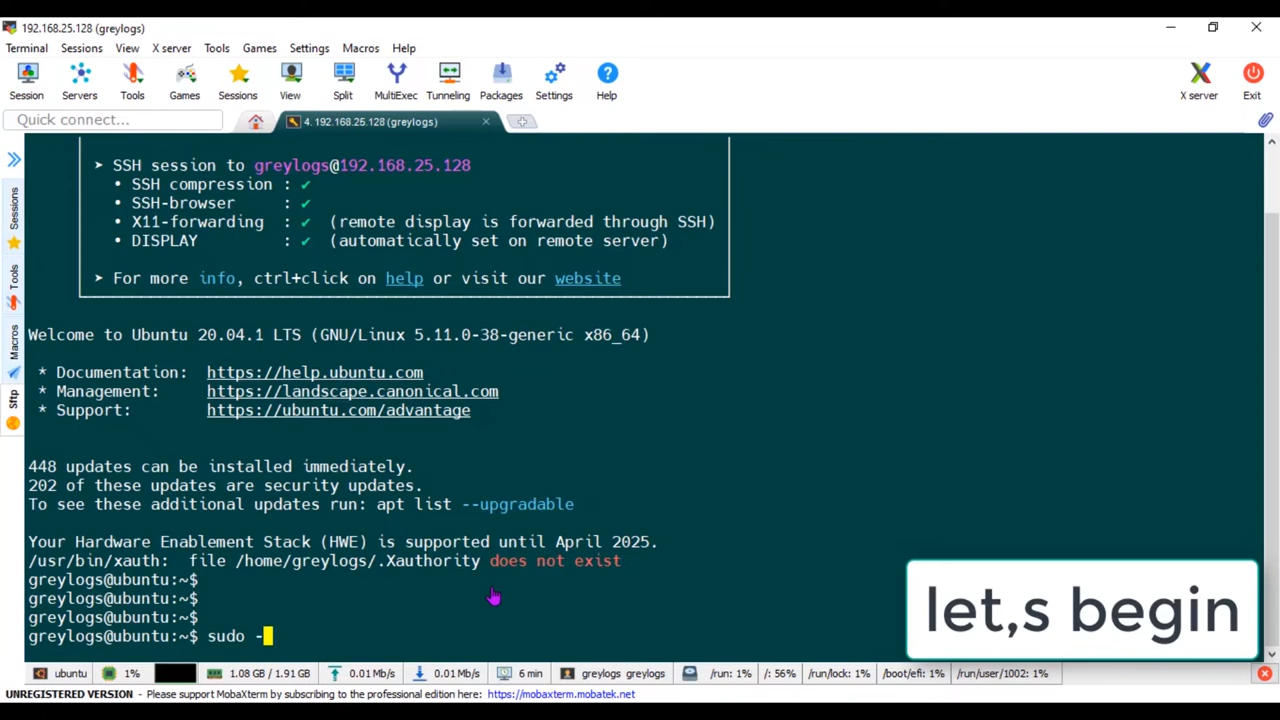 192.168.25.128 (greylogs)
Terminal Sessions View X server Tools Games Settings Macros Help
Session Servers Tools Games Sessions View Split MultiExec Tunneling Packages Settings Help X server Exit
Quick connect...
4. 192.168.25.128 (greylogs)
Sessions
Tools
Macros
Sftp
➤ SSH session to greylogs@192.168.25.128
• SSH compression : ✔
• SSH-browser : ✔
• X11-forwarding : ✔ (remote display is forwarded through SSH)
• DISPLAY : ✔ (automatically set on remote server)
➤ For more info, ctrl+click on help or visit our website
Welcome to Ubuntu 20.04.1 LTS (GNU/Linux 5.11.0-38-generic x86_64)
* Documentation: https://help.ubuntu.com
* Management: https://landscape.canonical.com
* Support: https://ubuntu.com/advantage
448 updates can be installed immediately.
202 of these updates are security updates.
To see these additional updates run: apt list --upgradable
Your Hardware Enablement Stack (HWE) is supported until April 2025.
/usr/bin/xauth: file /home/greylogs/.Xauthority does not exist
greylogs@ubuntu:~$
greylogs@ubuntu:~$
greylogs@ubuntu:~$
greylogs@ubuntu:~$ sudo -
let,s begin
ubuntu 1% 1.08 GB / 1.91 GB 0.01 Mb/s 0.01 Mb/s 6 min greylogs greylogs /run: 1% /: 56% /run/lock: 1% /boot/efi: 1% /run/user/1002: 1%
UNREGISTERED VERSION - Please support MobaXterm by subscribing to the professional edition here: https://mobaxterm.mobatek.net